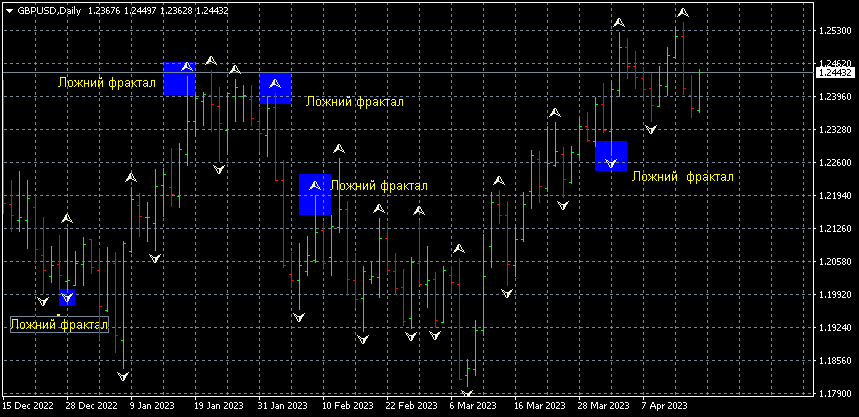 GBPUSD,Daily 1.23676 1.24497 1.23628 1.24432
1.25300
1.24620
1.24432
Ложний фрактал
1.23960
Ложний фрактал
1.23280
1.22600
Ложний фрактал
Ложний фрактал
1.21940
1.21260
1.20580
1.19920
Ложний фрактал
1.19240
1.18560
1.17900
15 Dec 2022 28 Dec 2022 9 Jan 2023 19 Jan 2023 31 Jan 2023 10 Feb 2023 22 Feb 2023 6 Mar 2023 16 Mar 2023 28 Mar 2023 7 Apr 2023